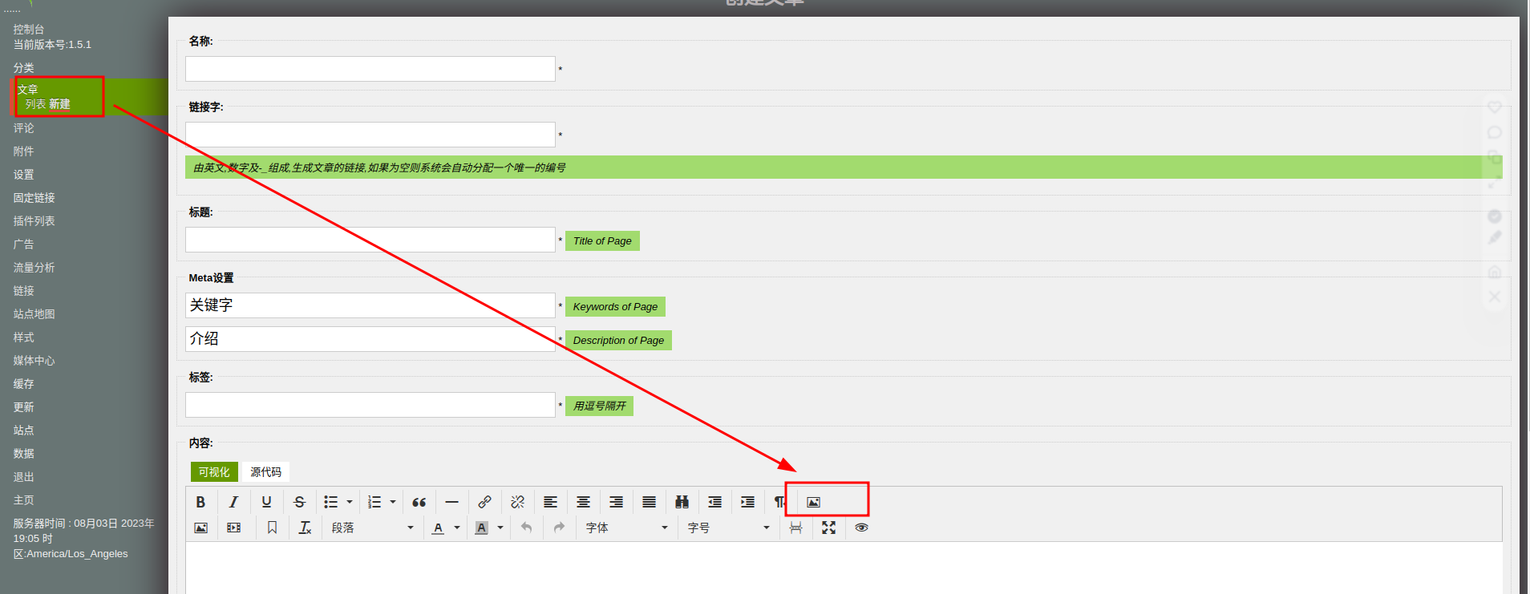 ......
创建文章
控制台
当前版本号:1.5.1
分类
文章
列表 新建
评论
附件
设置
固定链接
插件列表
广告
流量分析
链接
站点地图
样式
媒体中心
缓存
更新
站点
数据
退出
主页
服务器时间 : 08月03日 2023年
19:05 时
区:America/Los_Angeles
名称:
*
链接字:
*
由英文,数字及-_组成,生成文章的链接,如果为空则系统会自动分配一个唯一的编号
标题:
* Title of Page
Meta设置
关键字 * Keywords of Page
介绍 * Description of Page
标签:
* 用逗号隔开
内容:
可视化 源代码
段落 字体 字号